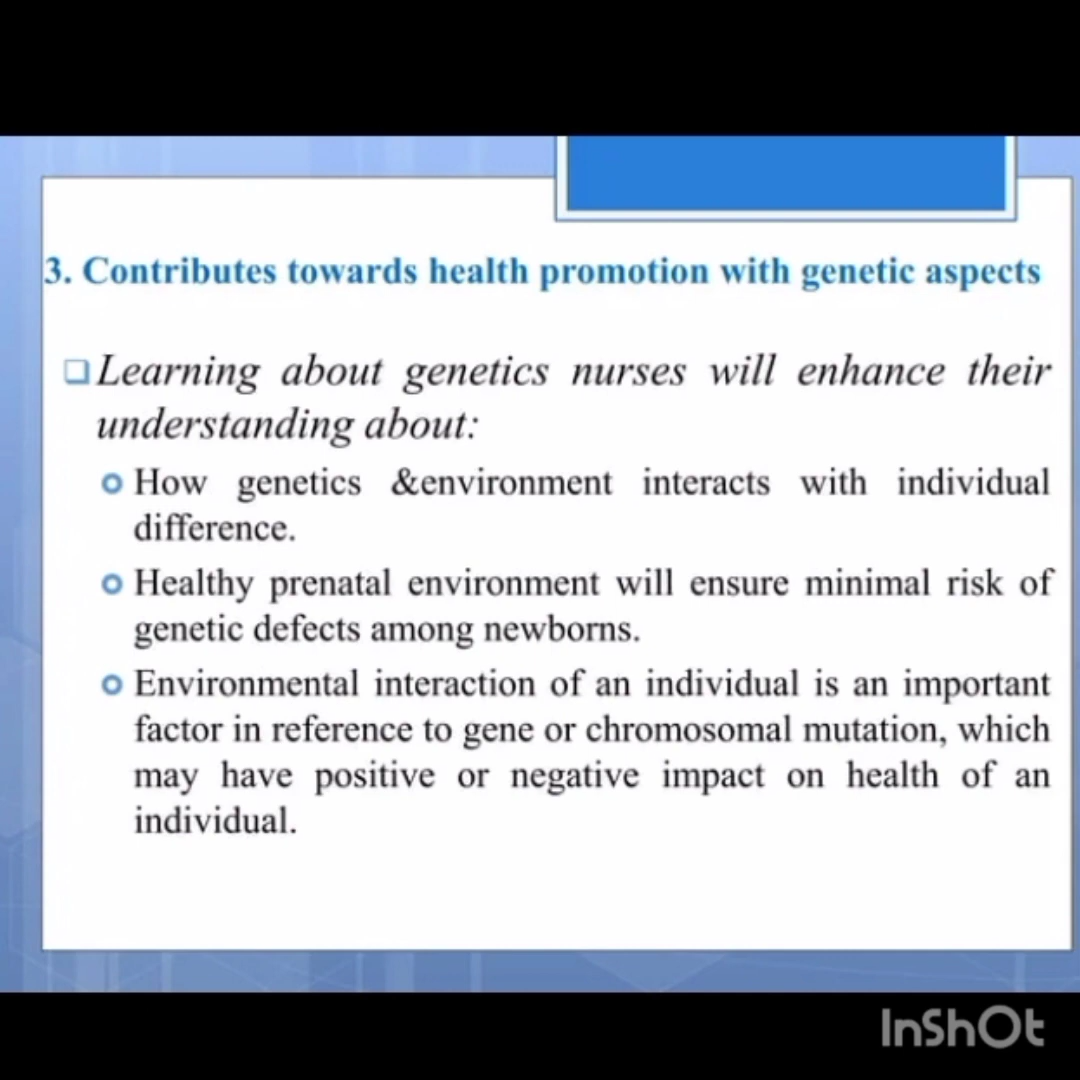 3. Contributes towards health promotion with genetic aspects
Learning about genetics nurses will enhance their
understanding about:
How genetics &environment interacts with individual
difference.
Healthy prenatal environment will ensure minimal risk of
genetic defects among newborns.
Environmental interaction of an individual is an important
factor in reference to gene or chromosomal mutation, which
may have positive or negative impact on health of an
individual.
InShOt